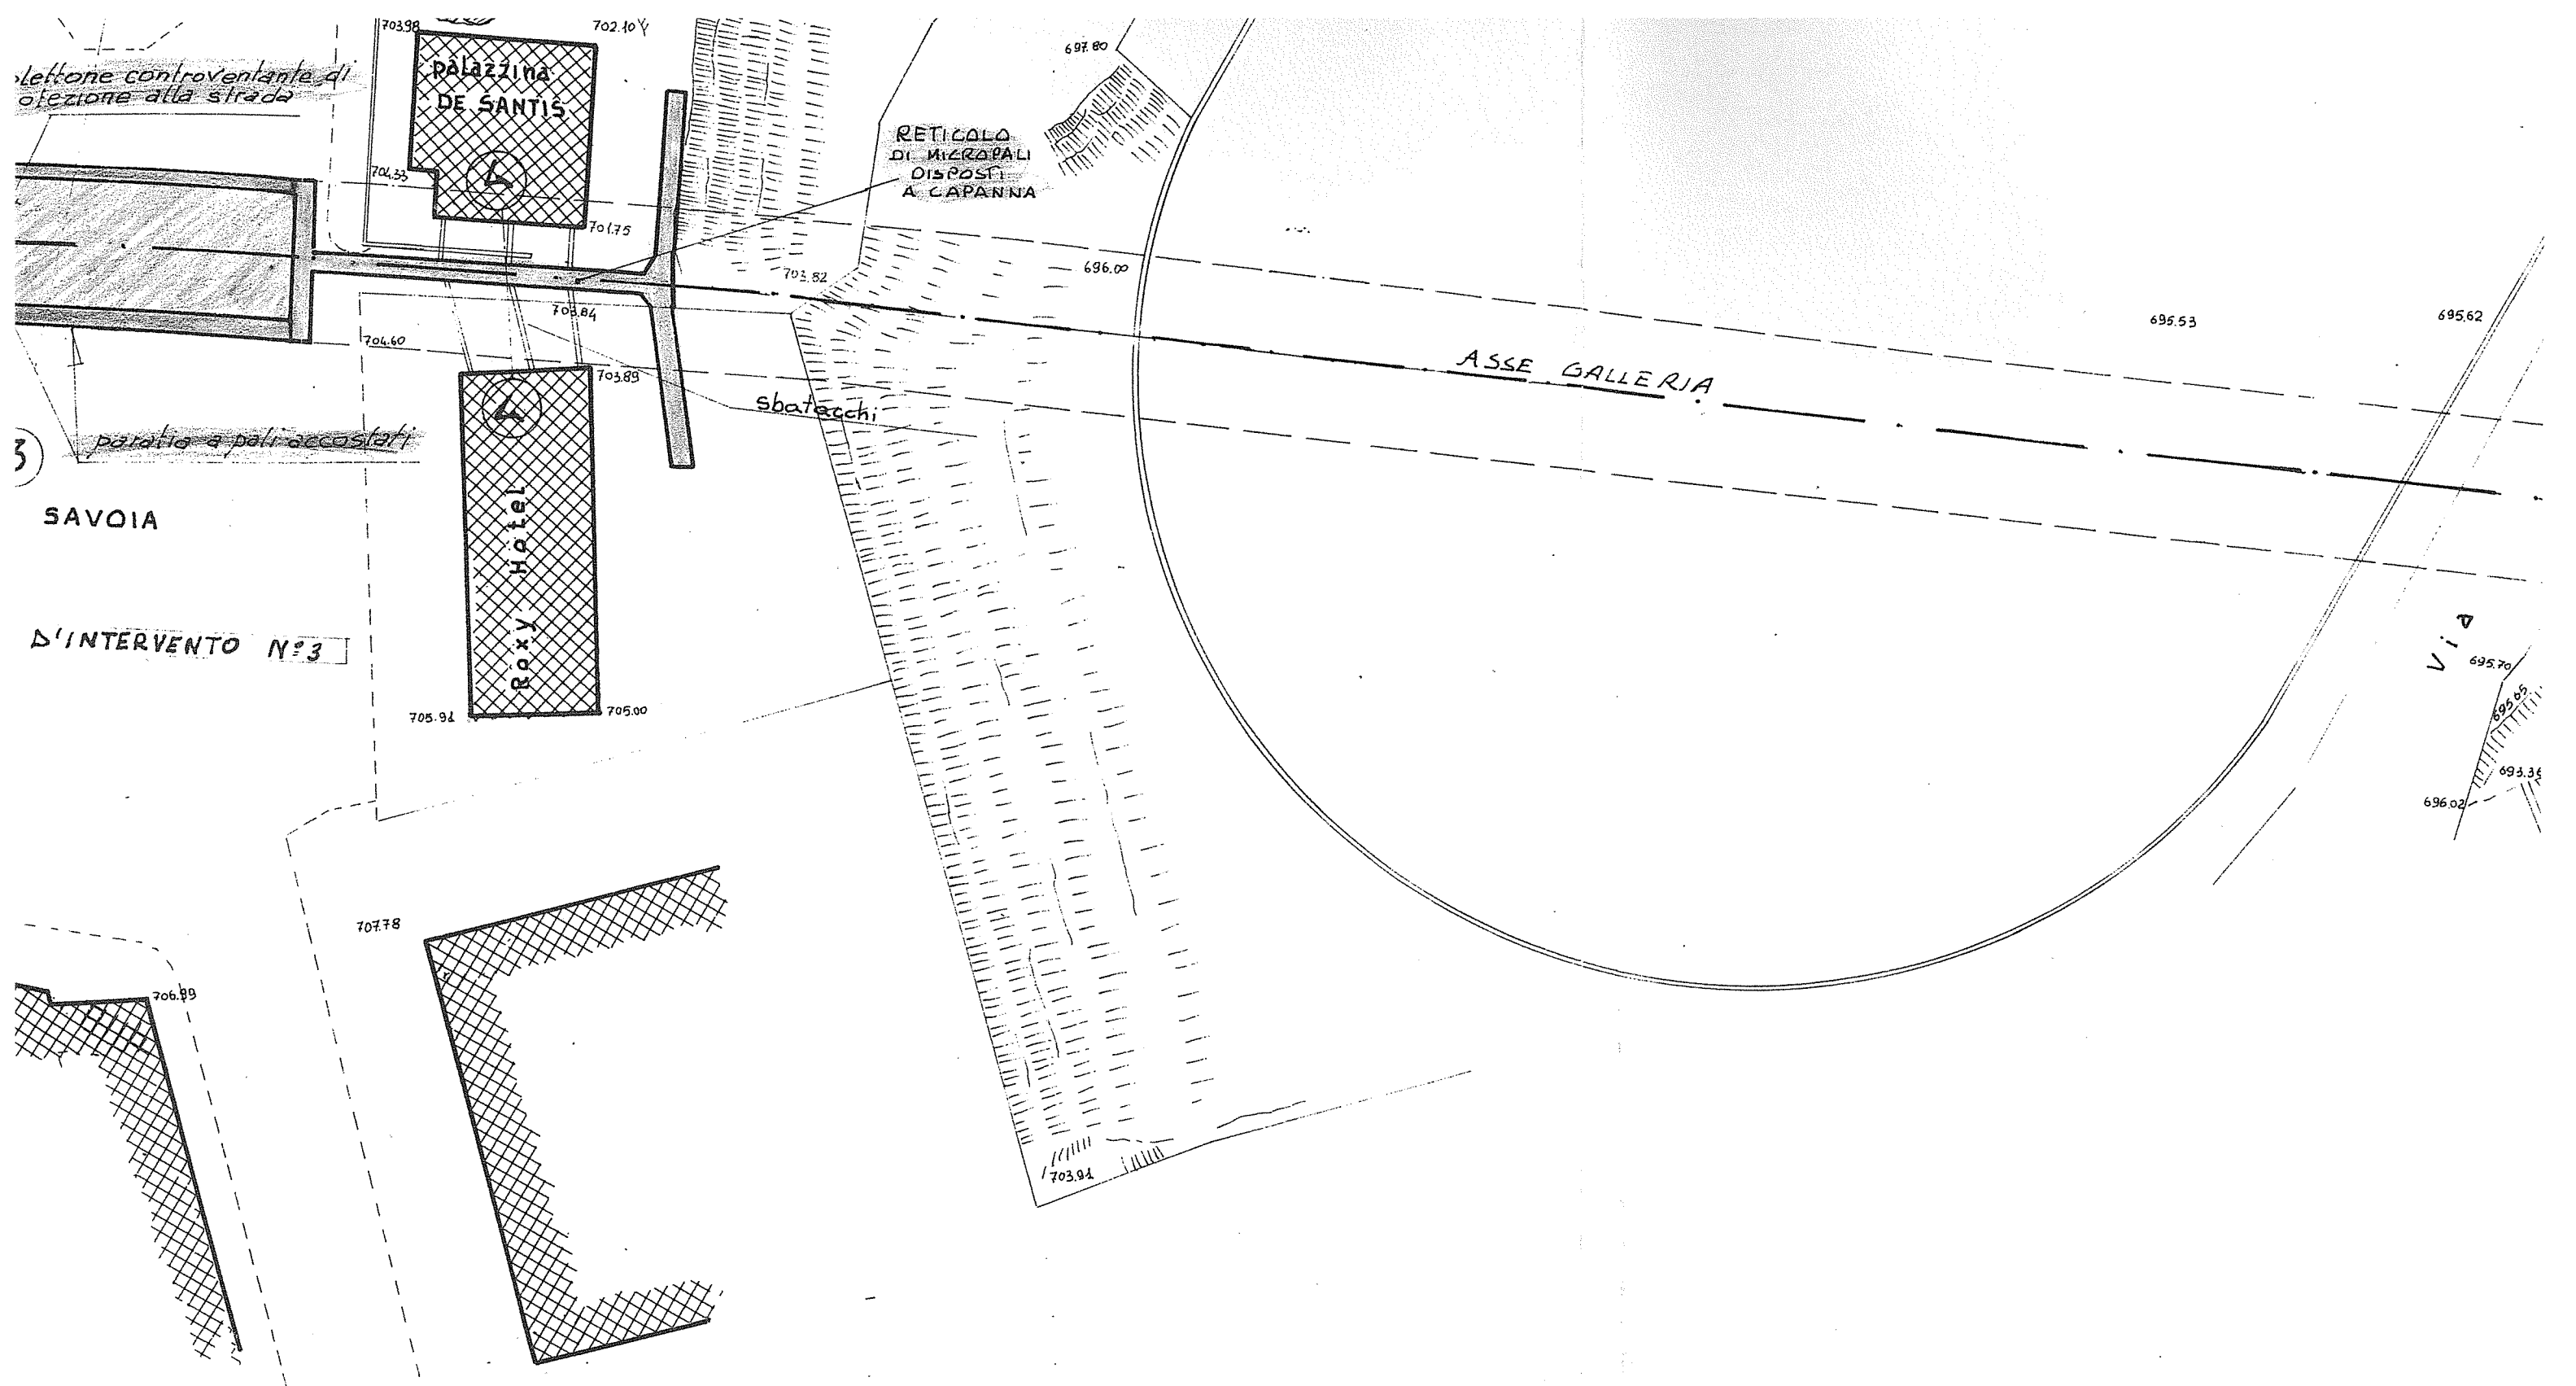 703.98
702.10
697.80
palazzina
DE SANTIS
controventante di
alla strada
RETICOLO
DI MICROPALI
DISPOSTI
A CAPANNA
704.33
4
701.75
703.82
696.00
703.84
704.60
703.89
4
sbatacchi
ASSE GALLERIA
695.53
695.62
paratia a pali accostati
3
SAVOIA
D'INTERVENTO N°3
Roxy Hotel
705.91
705.00
Via
695.70
695.65
693.36
696.02
707.78
706.99
703.91